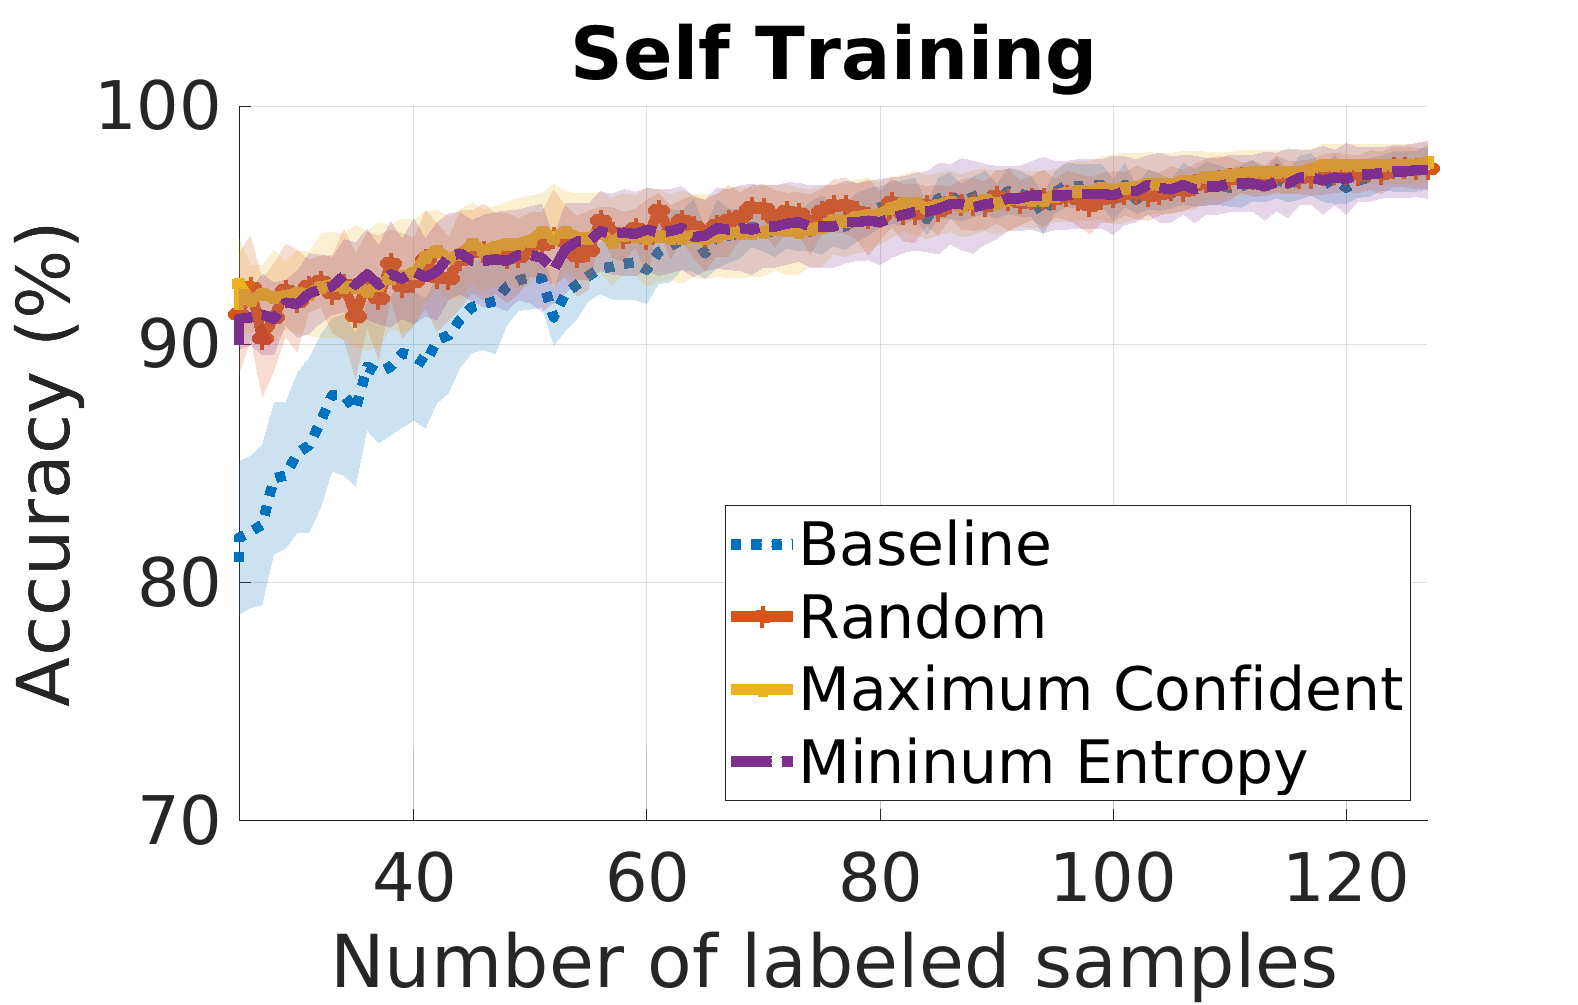 Self Training
100
90
80
70
Accuracy (%)
Baseline
Random
Maximum Confident
Mininum Entropy
40 60 80 100 120
Number of labeled samples